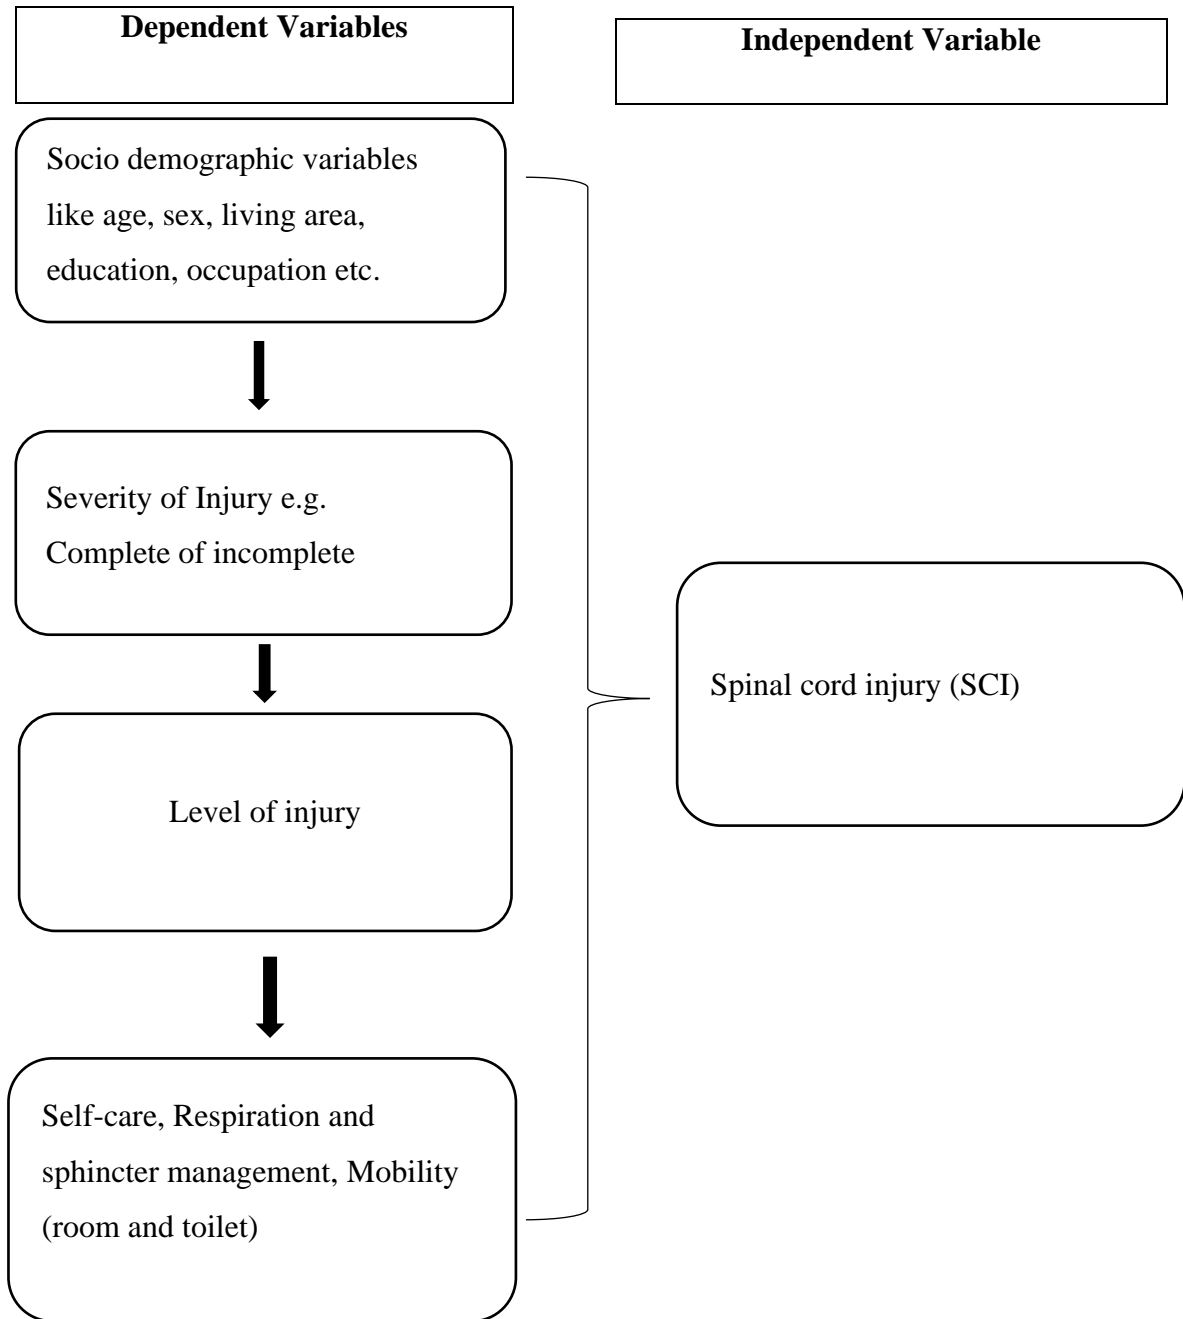 Dependent Variables
Independent Variable
Socio demographic variables
like age, sex, living area,
education, occupation etc.
Severity of Injury e.g.
Complete of incomplete
Level of injury
Self-care, Respiration and
sphincter management, Mobility
(room and toilet)
Spinal cord injury (SCI)